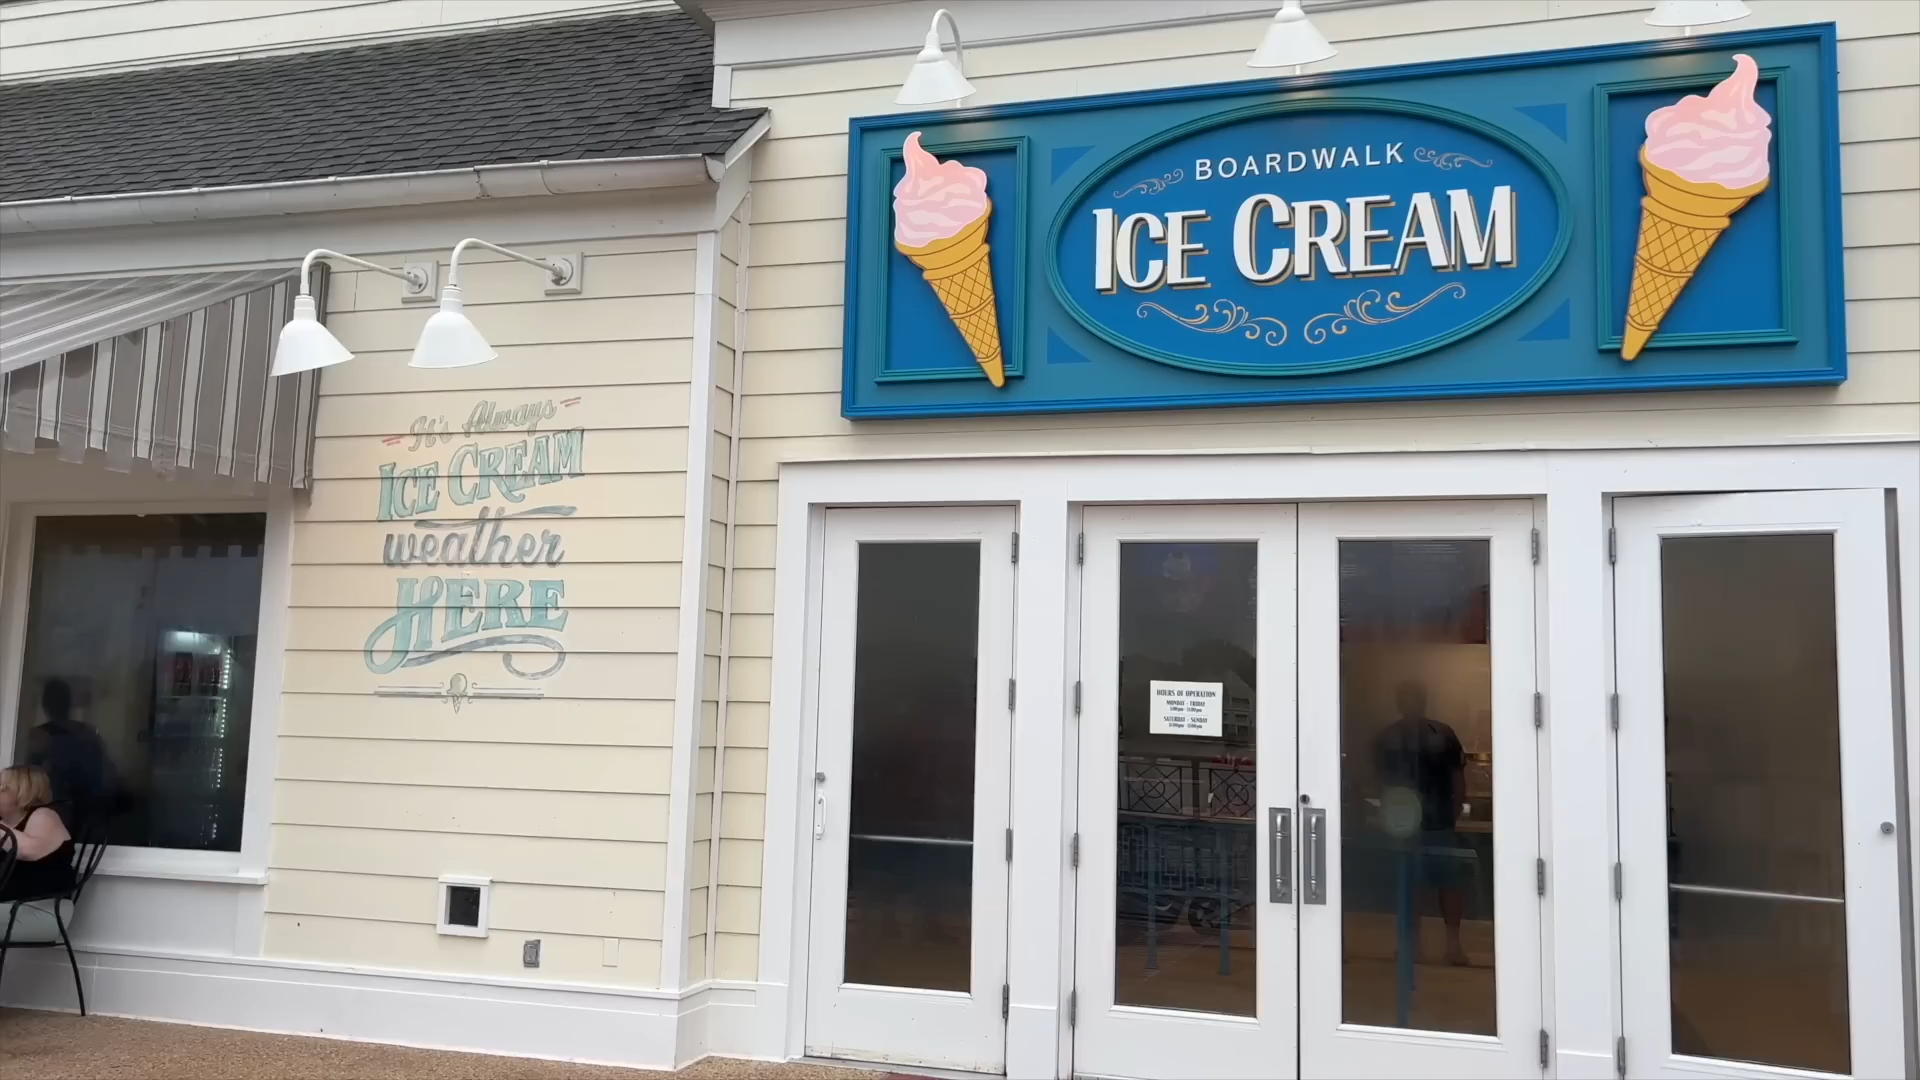 It's Always
ICE CREAM
weather
HERE
BOARDWALK
ICE CREAM
HOURS OF OPERATION
MONDAY - FRIDAY
SATURDAY - SUNDAY